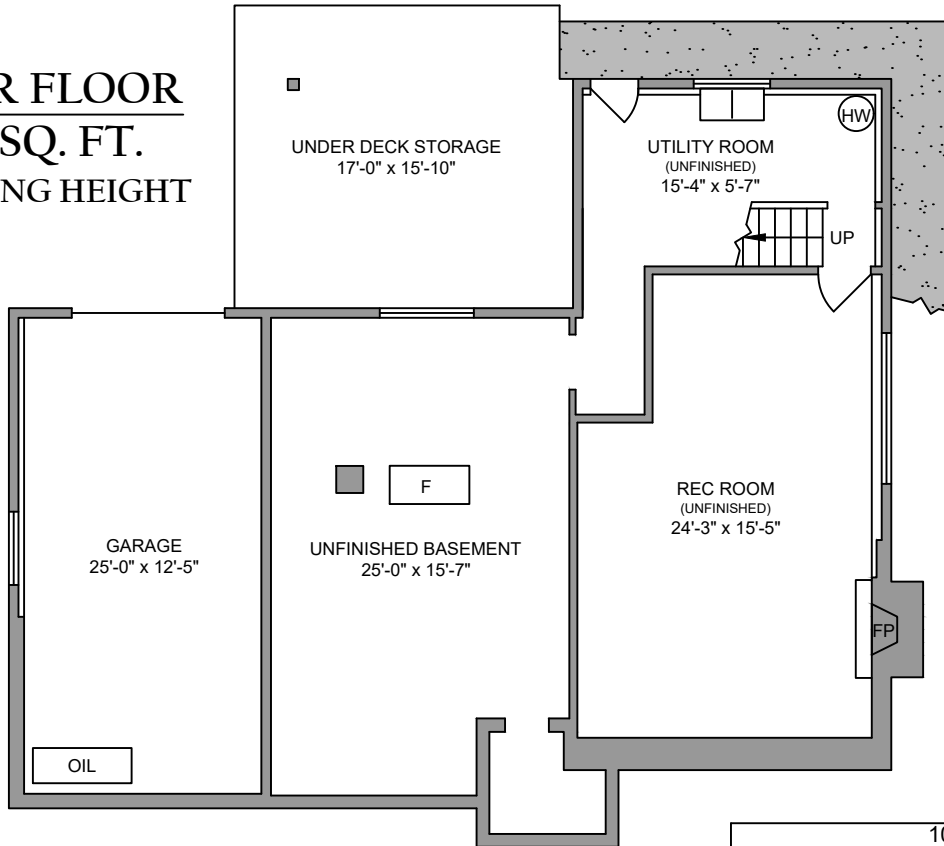 R FLOOR
SQ. FT.
NG HEIGHT
UNDER DECK STORAGE
17'-0" x 15'-10"
UTILITY ROOM
(UNFINISHED)
15'-4" x 5'-7"
HW
UP
F
REC ROOM
(UNFINISHED)
24'-3" x 15'-5"
GARAGE
25'-0" x 12'-5"
UNFINISHED BASEMENT
25'-0" x 15'-7"
FP
OIL
10